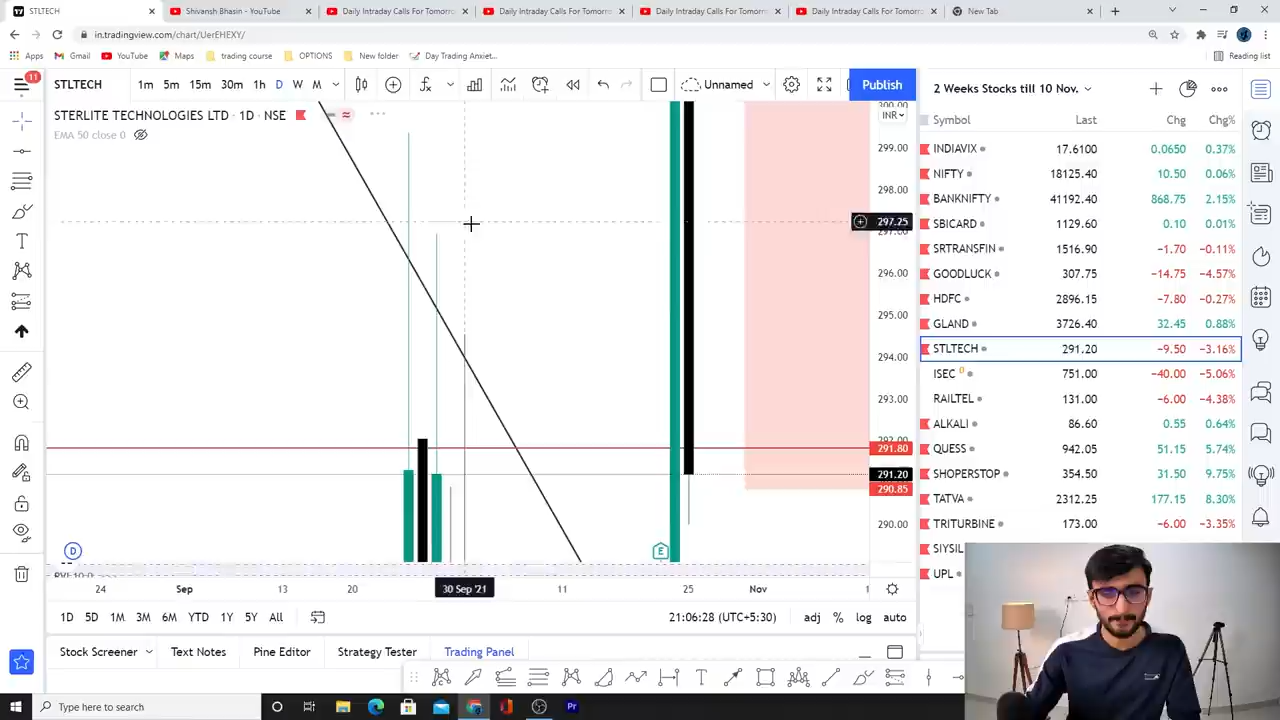 STLTECH
Shivansh Bhasin - YouTube
Daily Intraday Calls For Tomorro
Daily Intraday Calls For Tomorro
Daily Intraday Calls For Tomorro
Daily Intraday Calls For Tomorro
New Tab
in.tradingview.com/chart/UerEHEXY/
Apps
Gmail
YouTube
Maps
trading course
OPTIONS
New folder
Day Trading Anxiet...
Reading list
11
STLTECH
1m 5m 15m 30m 1h D W M
Unnamed
Publish
2 Weeks Stocks till 10 Nov.
STERLITE TECHNOLOGIES LTD · 1D · NSE
EMA 50 close 0
300.00
INR
299.00
298.00
297.25
297.00
296.00
295.00
294.00
293.00
292.00
291.80
291.20
290.85
290.00
Symbol Last Chg Chg%
INDIAVIX 17.6100 0.0650 0.37%
NIFTY 18125.40 10.50 0.06%
BANKNIFTY 41192.40 868.75 2.15%
SBICARD 1129.60 0.10 0.01%
SRTRANSFIN 1516.90 −1.70 −0.11%
GOODLUCK 307.75 −14.75 −4.57%
HDFC 2896.15 −7.80 −0.27%
GLAND 3726.40 32.45 0.88%
STLTECH 291.20 −9.50 −3.16%
ISEC 751.00 −40.00 −5.06%
RAILTEL 131.00 −6.00 −4.38%
ALKALI 86.60 0.55 0.64%
QUESS 942.05 51.15 5.74%
SHOPERSTOP 354.50 31.50 9.75%
TATVA 2312.25 177.15 8.30%
TRITURBINE 173.00 −6.00 −3.35%
SIYSIL
UPL
D
E
24 Sep 13 20 30 Sep '21 11 25 Nov
1D 5D 1M 3M 6M YTD 1Y 5Y All
21:06:28 (UTC+5:30)
adj % log auto
Stock Screener
Text Notes
Pine Editor
Strategy Tester
Trading Panel
Type here to search
Pr